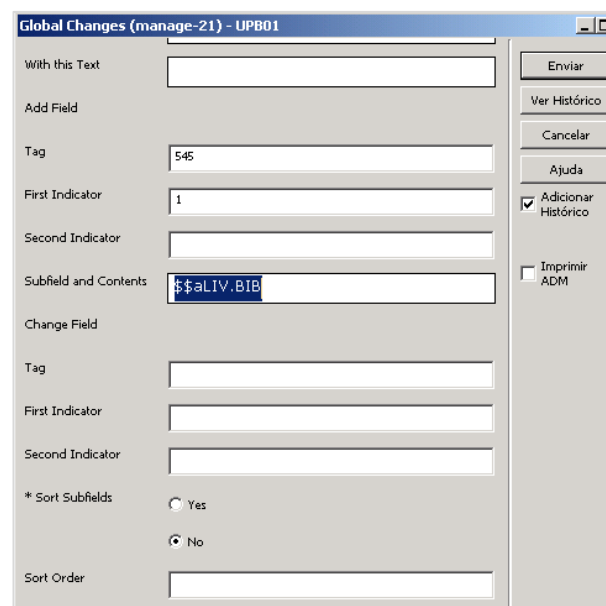 Global Changes (manage-21) - UPB01
With this Text
Enviar
Ver Histórico
Add Field
Cancelar
Tag
545
Ajuda
First Indicator
1
Adicionar
Histórico
Second Indicator
Subfield and Contents
$$aLIV.BIB
Imprimir
ADM
Change Field
Tag
First Indicator
Second Indicator
* Sort Subfields
Yes
No
Sort Order